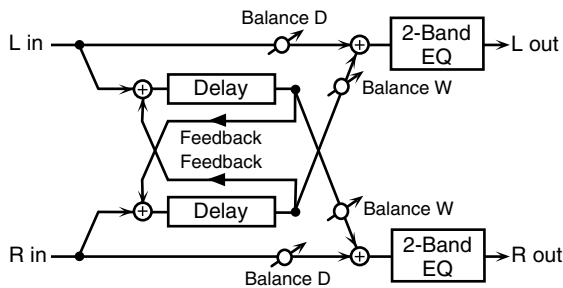 Balance D
L in
2-Band
EQ
L out
Delay
Balance W
Feedback
Feedback
Delay
Balance W
R in
2-Band
EQ
R out
Balance D